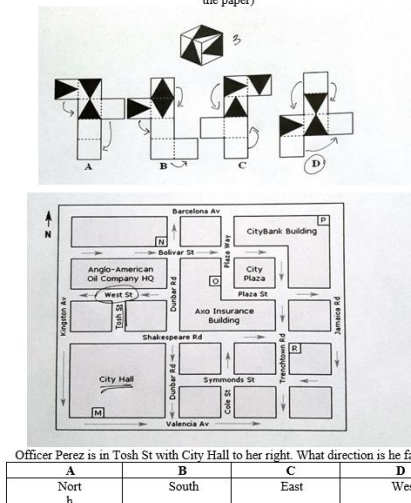 the paper)
3
A B C D
Barcelona Av
N
P
CityBank Building
N
Bolivar St
Plaza Way
Anglo-American
Oil Company HQ
City
Plaza
Dunbar Rd
O
West St
Plaza St
Kingston Av
Tosh St
Axo Insurance
Building
Jamaica Rd
Shakespeare Rd
Trenchtown Rd
R
City Hall
Dunbar Rd
Symmonds St
Cole St
M
Valencia Av
Officer Perez is in Tosh St with City Hall to her right. What direction is he
A B C D
Nort South East
h